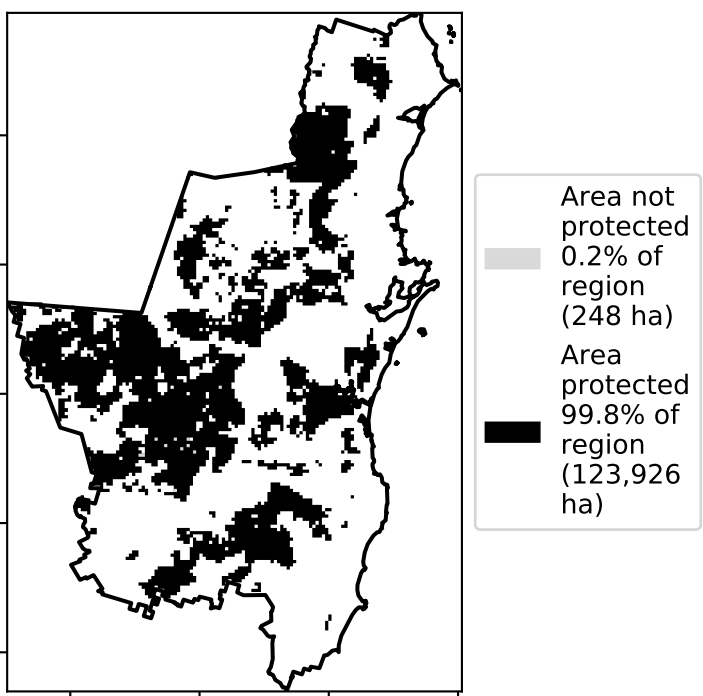 Area not
protected
0.2% of
region
(248 ha)
Area
protected
99.8% of
region
(123,926
ha)